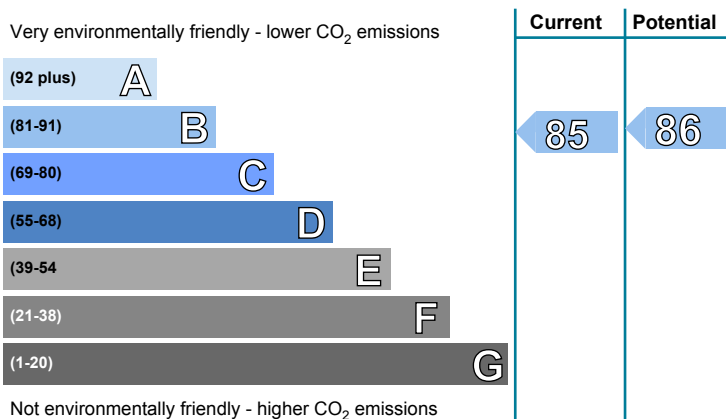 Current Potential
Very environmentally friendly - lower CO2 emissions
(92 plus) A
(81-91) B 85 86
(69-80) C
(55-68) D
(39-54 E
(21-38) F
(1-20) G
Not environmentally friendly - higher CO2 emissions